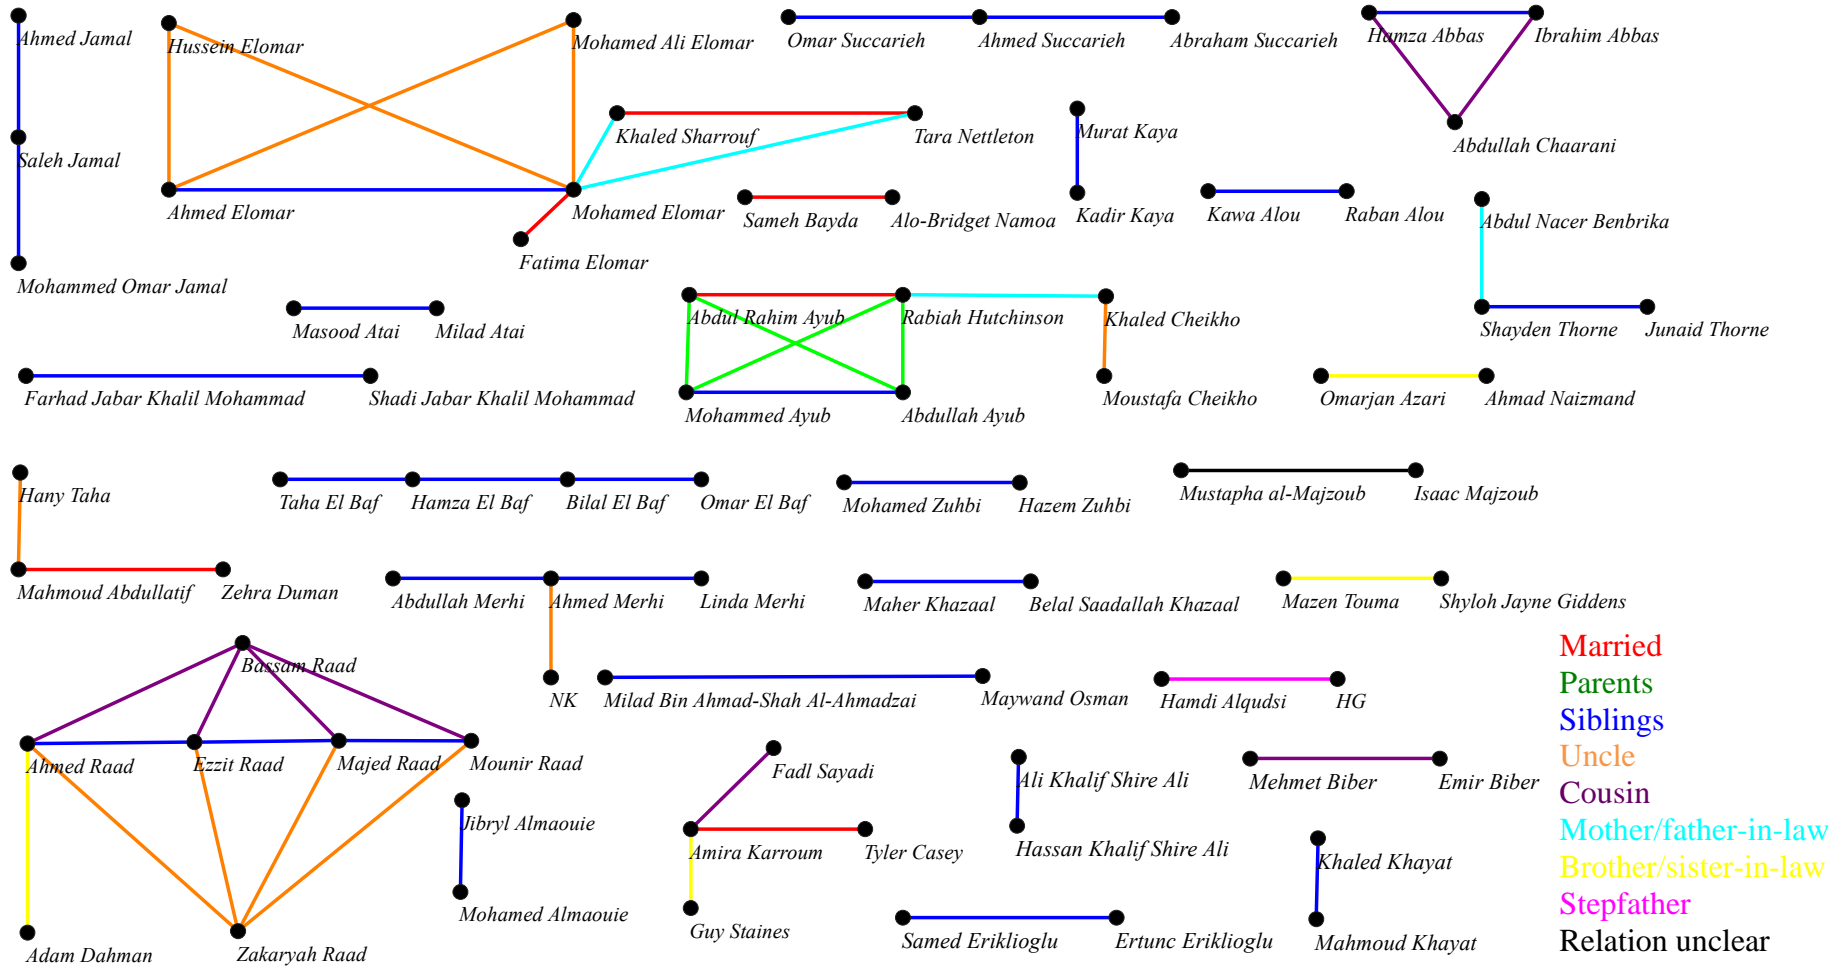 Ahmed Jamal
Hussein Elomar
Mohamed Ali Elomar
Omar Succarieh
Ahmed Succarieh
Abraham Succarieh
Hamza Abbas
Ibrahim Abbas
Khaled Sharrouf
Tara Nettleton
Murat Kaya
Abdullah Chaarani
Saleh Jamal
Ahmed Elomar
Mohamed Elomar
Sameh Bayda
Alo-Bridget Namoa
Kadir Kaya
Kawa Alou
Raban Alou
Abdul Nacer Benbrika
Fatima Elomar
Mohammed Omar Jamal
Masood Atai
Milad Atai
Abdul Rahim Ayub
Rabiah Hutchinson
Khaled Cheikho
Shayden Thorne
Junaid Thorne
Farhad Jabar Khalil Mohammad
Shadi Jabar Khalil Mohammad
Mohammed Ayub
Abdullah Ayub
Moustafa Cheikho
Omarjan Azari
Ahmad Naizmand
Hany Taha
Taha El Baf
Hamza El Baf
Bilal El Baf
Omar El Baf
Mohamed Zuhbi
Hazem Zuhbi
Mustapha al-Majzoub
Isaac Majzoub
Mahmoud Abdullatif
Zehra Duman
Abdullah Merhi
Ahmed Merhi
Linda Merhi
Maher Khazaal
Belal Saadallah Khazaal
Mazen Touma
Shyloh Jayne Giddens
Bassam Raad
NK
Milad Bin Ahmad-Shah Al-Ahmadzai
Maywand Osman
Hamdi Alqudsi
HG
Ahmed Raad
Ezzit Raad
Majed Raad
Mounir Raad
Fadl Sayadi
Ali Khalif Shire Ali
Mehmet Biber
Emir Biber
Jibryl Almaouie
Amira Karroum
Tyler Casey
Hassan Khalif Shire Ali
Khaled Khayat
Mohamed Almaouie
Guy Staines
Samed Eriklioglu
Ertunc Eriklioglu
Mahmoud Khayat
Adam Dahman
Zakaryah Raad
Married
Parents
Siblings
Uncle
Cousin
Mother/father-in-law
Brother/sister-in-law
Stepfather
Relation unclear